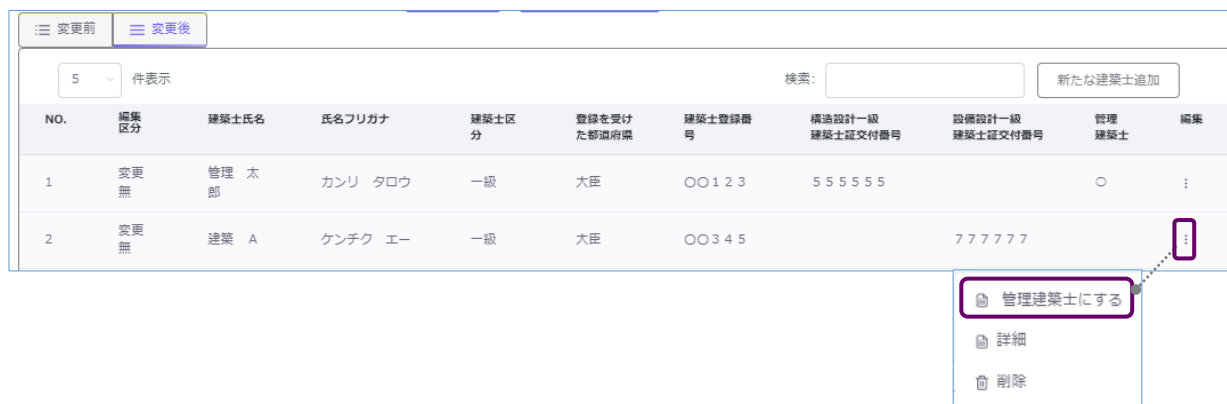 変更前
変更後
5 件表示
検索:
新たな建築士追加
NO.
編集
区分
建築士氏名
氏名フリガナ
建築士区
分
登録を受け
た都道府県
建築士登録番
号
構造設計一級
建築士証交付番号
設備設計一級
建築士証交付番号
管理
建築士
編集
1
変更
無
管理 太
郎
カンリ タロウ
一級
大臣
〇〇123
555555
〇
2
変更
無
建築 A
ケンチク エー
一級
大臣
〇〇345
777777
管理建築士にする
詳細
削除